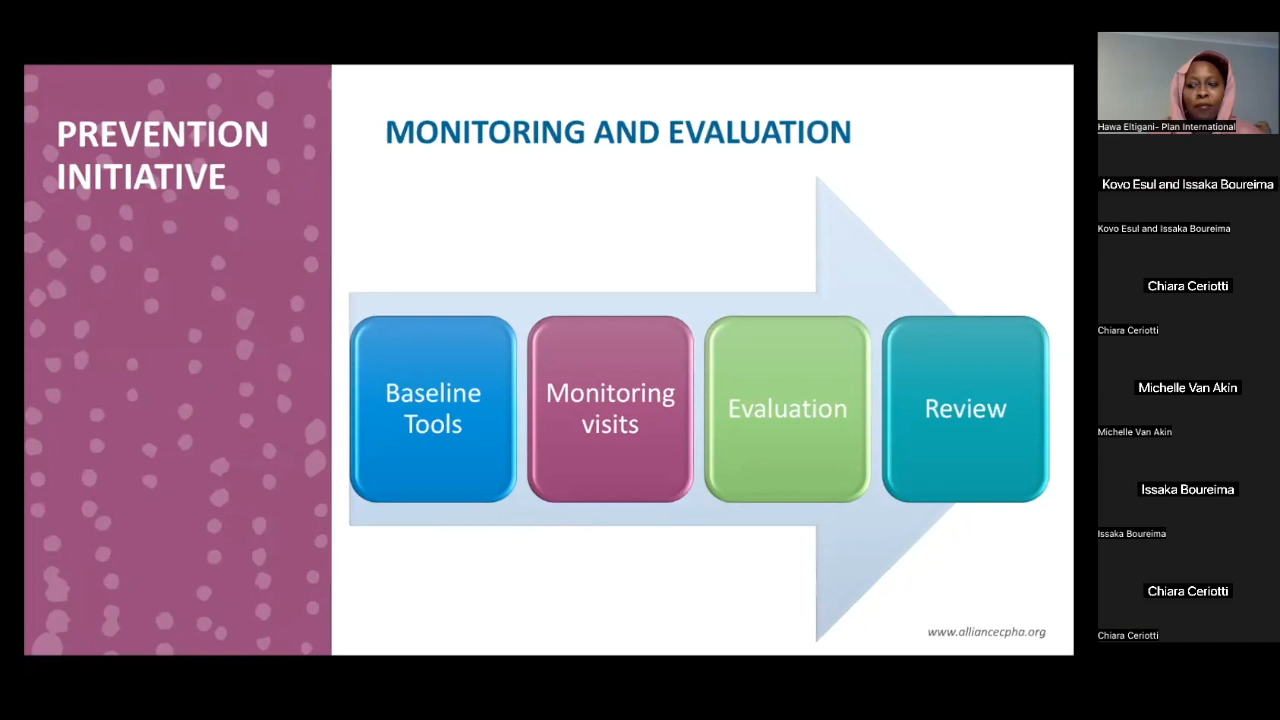 PREVENTION
INITIATIVE
MONITORING AND EVALUATION
Baseline
Tools
Monitoring
visits
Evaluation
Review
www.alliancecpha.org
Hawa Eltigani- Plan International
Kovo Esul and Issaka Boureima
Kovo Esul and Issaka Boureima
Chiara Ceriotti
Chiara Ceriotti
Michelle Van Akin
Michelle Van Akin
Issaka Boureima
Issaka Boureima
Chiara Ceriotti
Chiara Ceriotti